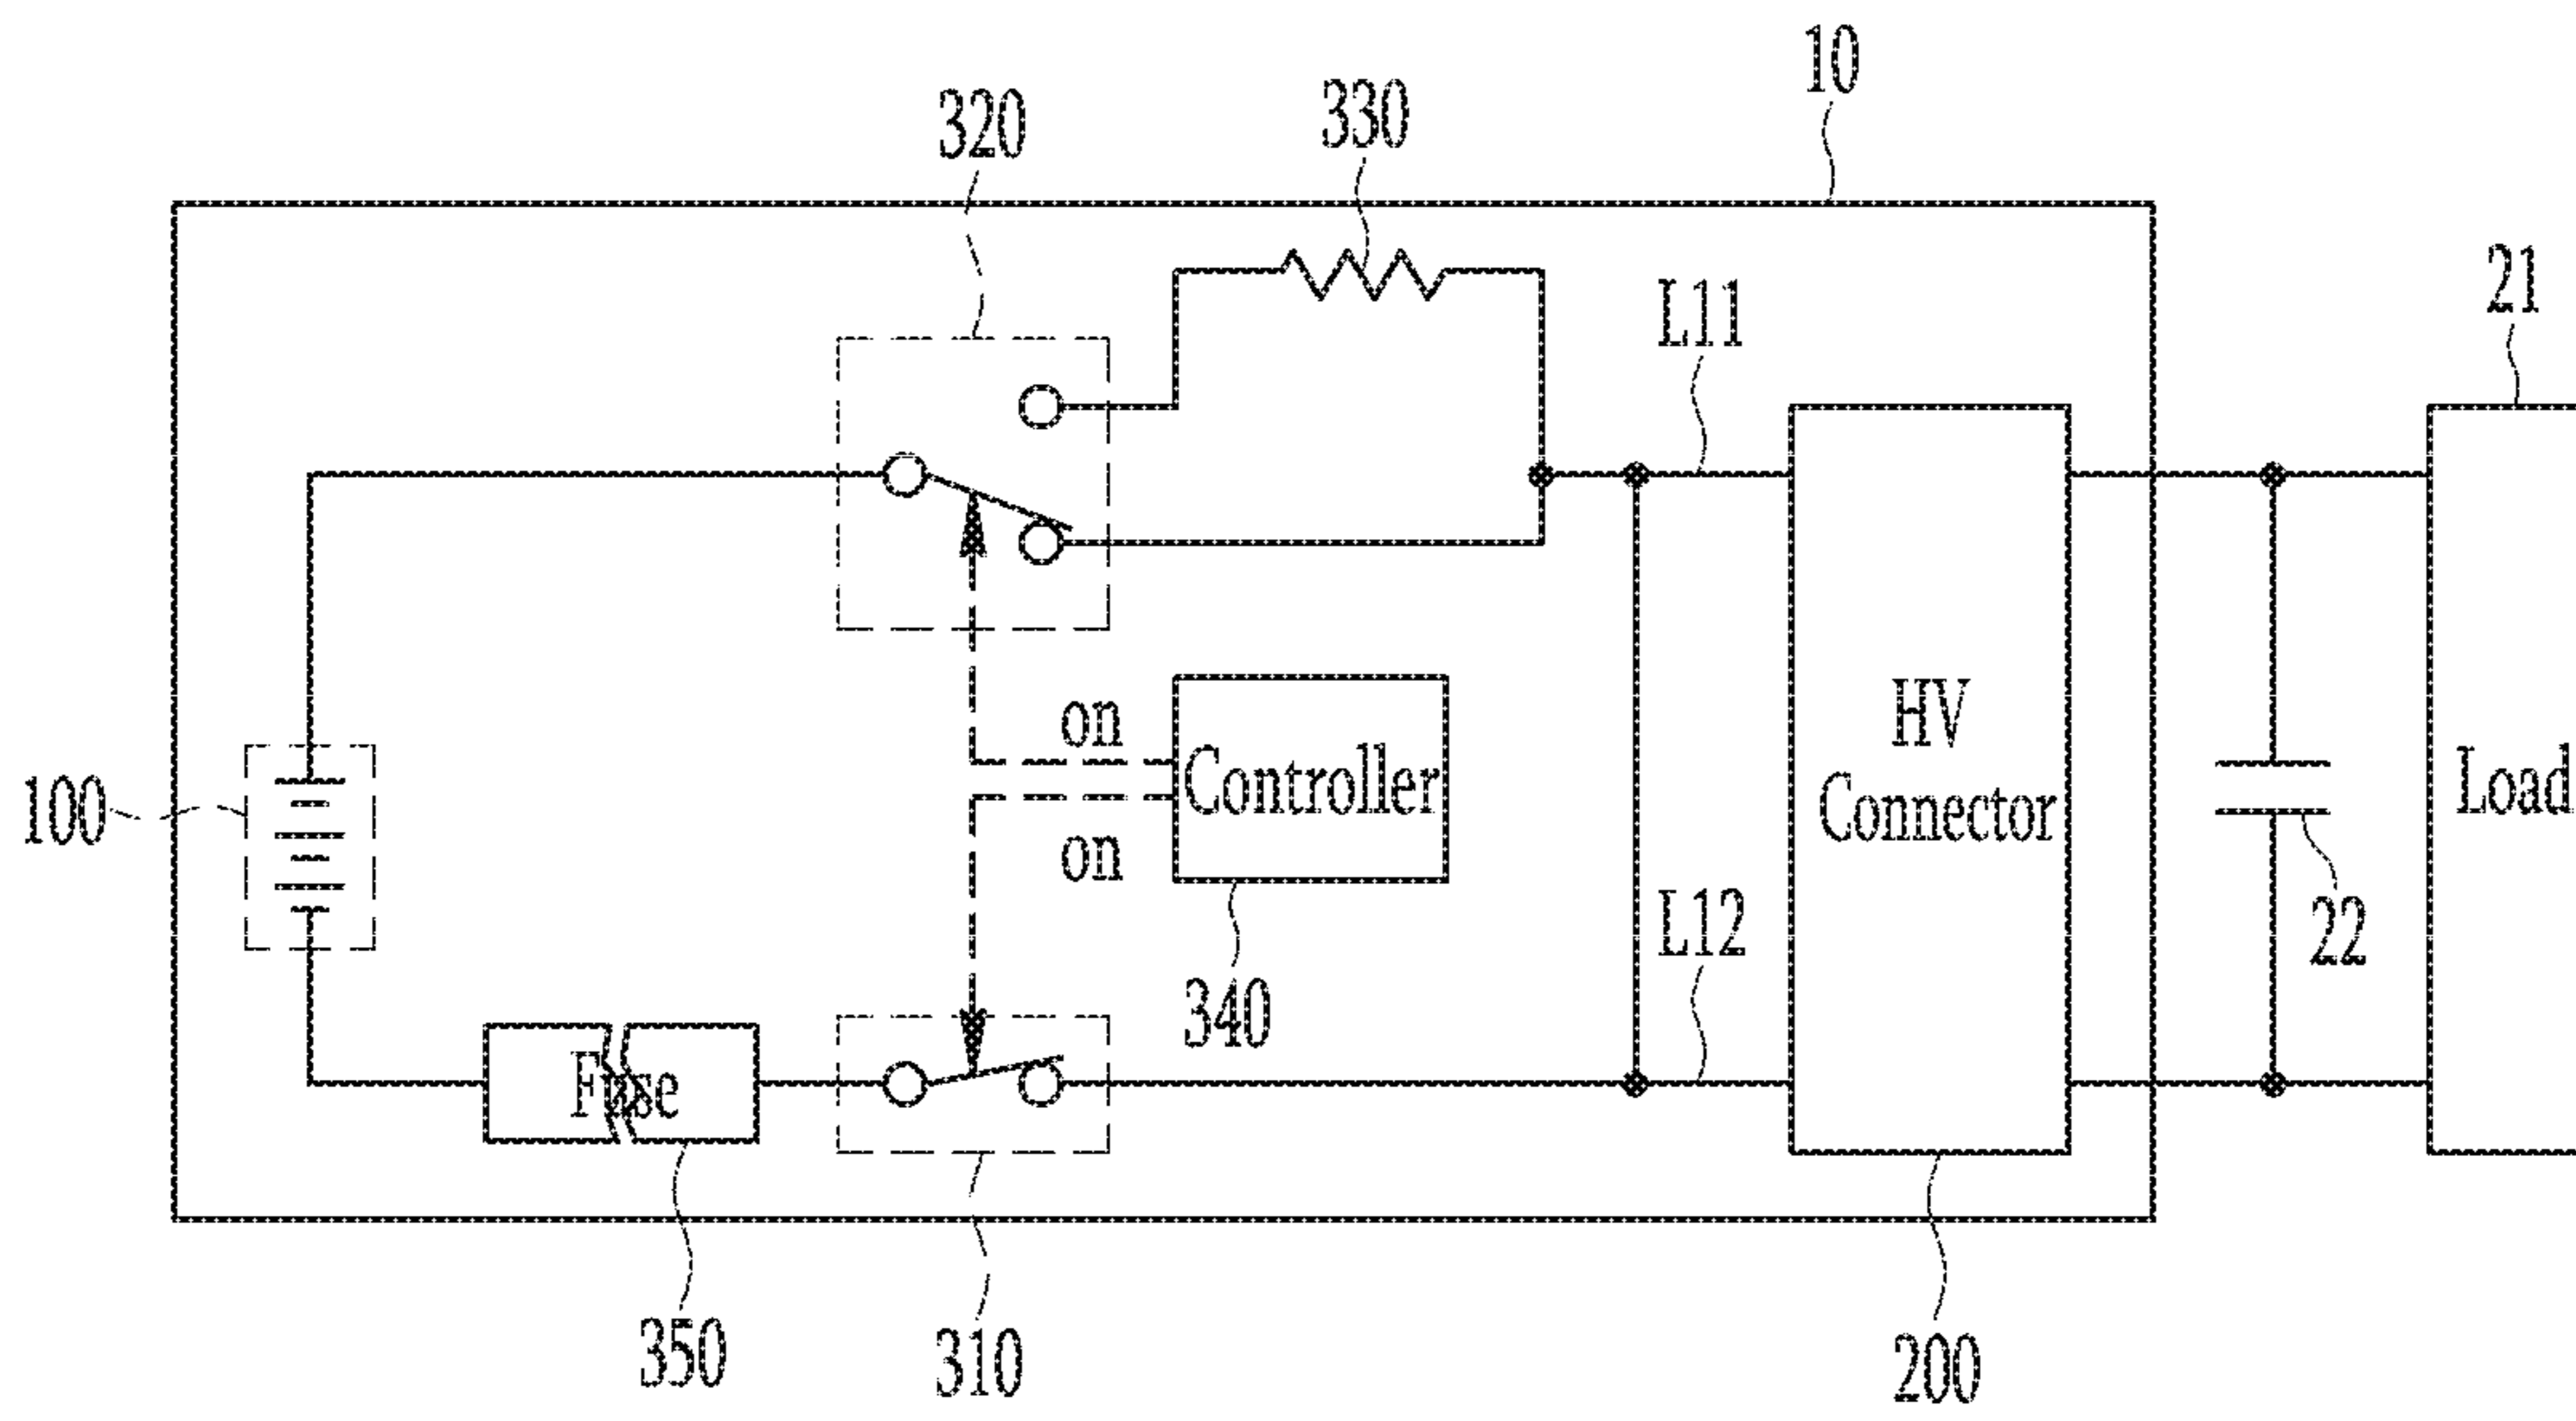 10
320
330
L11
21
100
on
Controller
on
HV
Connector
Load
22
L12
340
Fuse
350
310
200